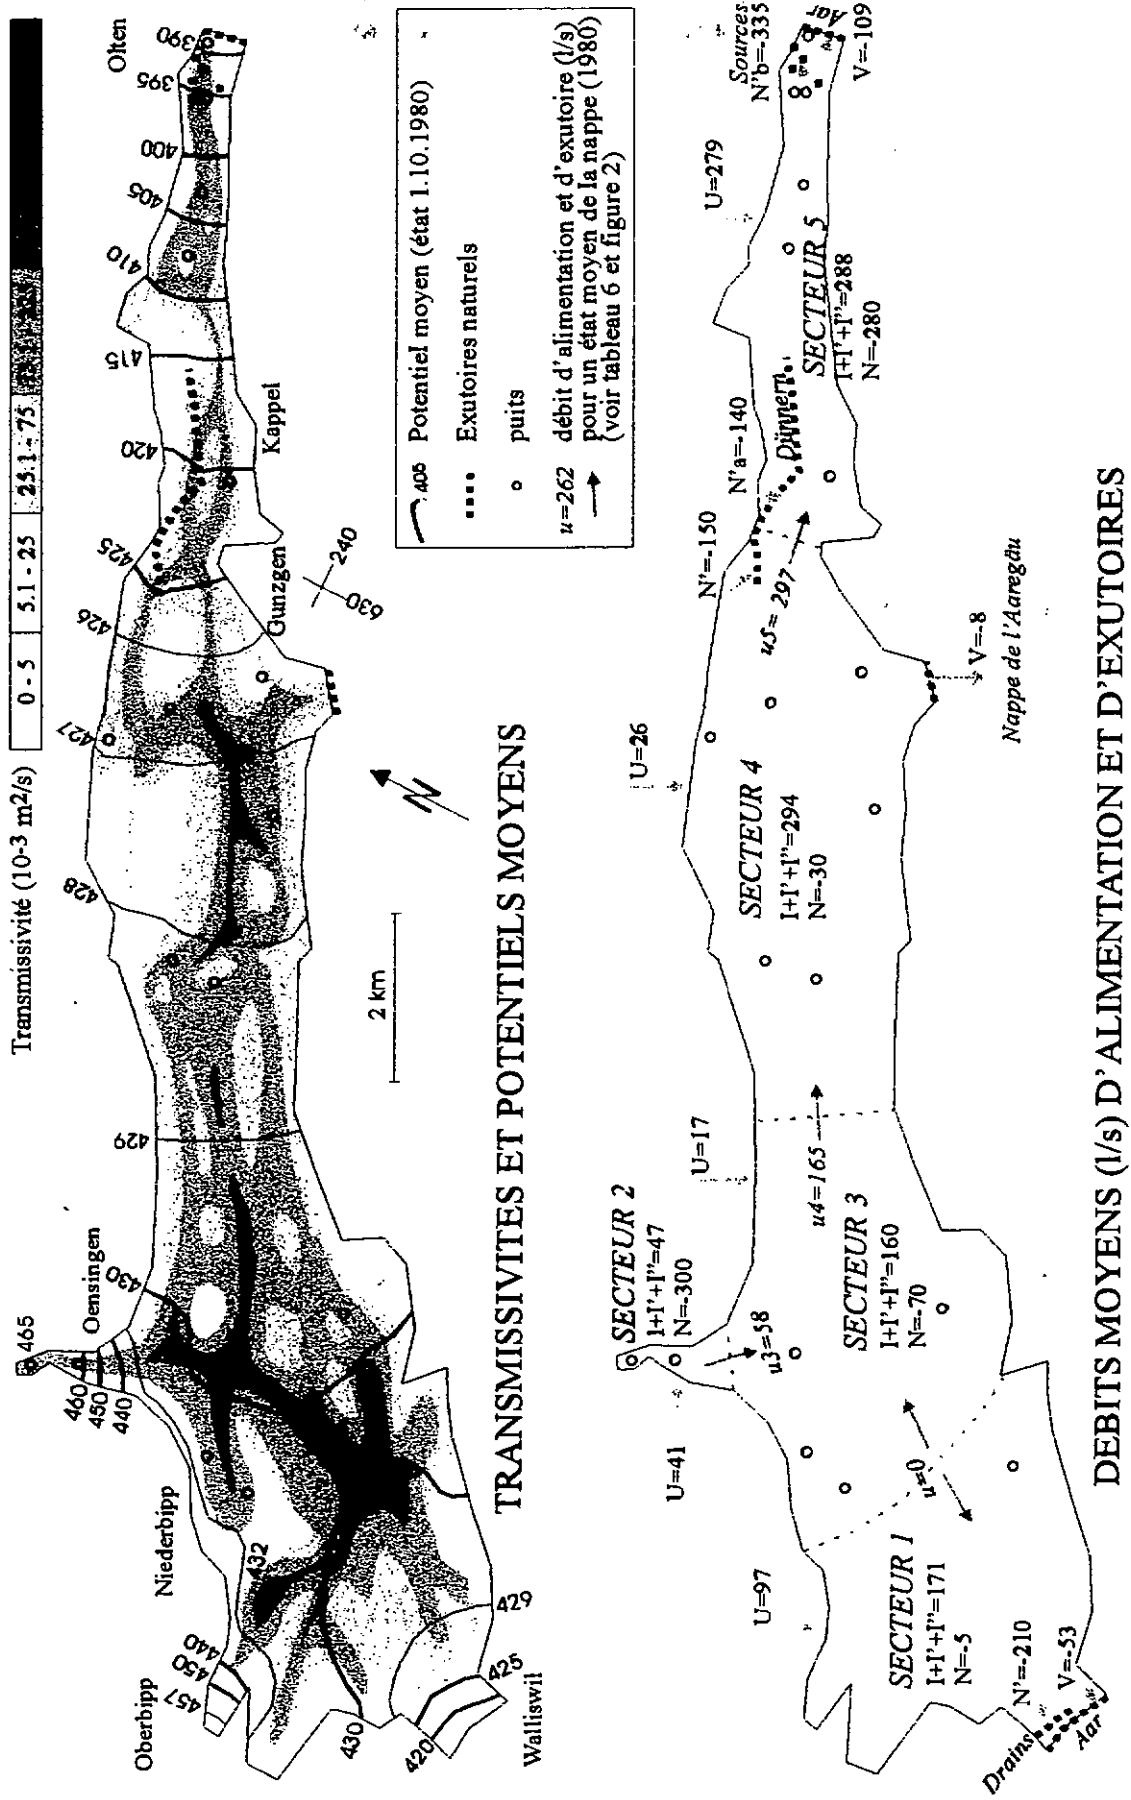 Transmissivité (10-3 m2/s)
0 - 5
5.1 - 25
25.1 - 75
465
460
450
440
Oensingen
430
429
428
427
426
425
420
415
410
405
400
395
390
Olten
Oberbipp
457
450
440
Niederbipp
432
430
420
425
429
Walliswil
Gunzgen
Kappel
240
630
N
2 km
TRANSMISSIVITES ET POTENTIELS MOYENS
405 Potentiel moyen (état 1.10.1980)
Exutoires naturels
puits
u=262 débit d'alimentation et d'exutoire (l/s)
pour un état moyen de la nappe (1980)
(voir tableau 6 et figure 2)
SECTEUR 2
I+I'+I"=47
N=-300
U=41
u3=58
U=97
U=17
U=26
U=279
SECTEUR 1
I+I'+I"=171
N=-5
N'=-210
V=-53
Drains
Aar
u=0
SECTEUR 3
I+I'+I"=160
N=-70
u4=165
SECTEUR 4
I+I'+I"=294
N=-30
N'=-150
N'a=-140
Dünnern
u5=297
V=-8
Nappe de l'Aaregäu
SECTEUR 5
I+I'+I"=288
N=-280
Sources
N'b=-335
Aar
V=-109
DEBITS MOYENS (l/s) D'ALIMENTATION ET D'EXUTOIRES